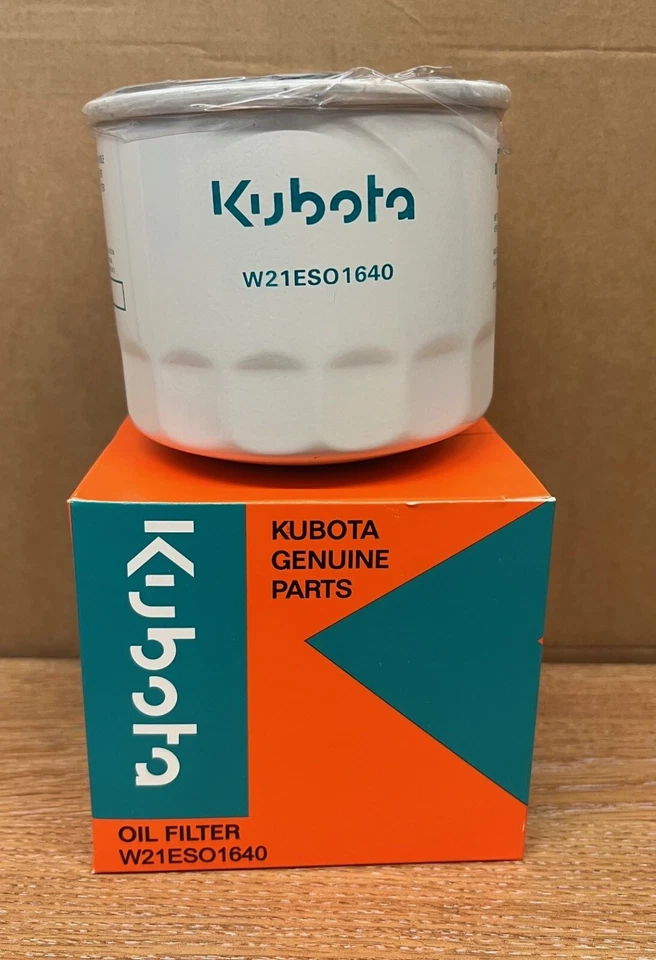 Kubota
W21ESO1640
Kubota
KUBOTA
GENUINE
PARTS
OIL FILTER
W21ESO1640